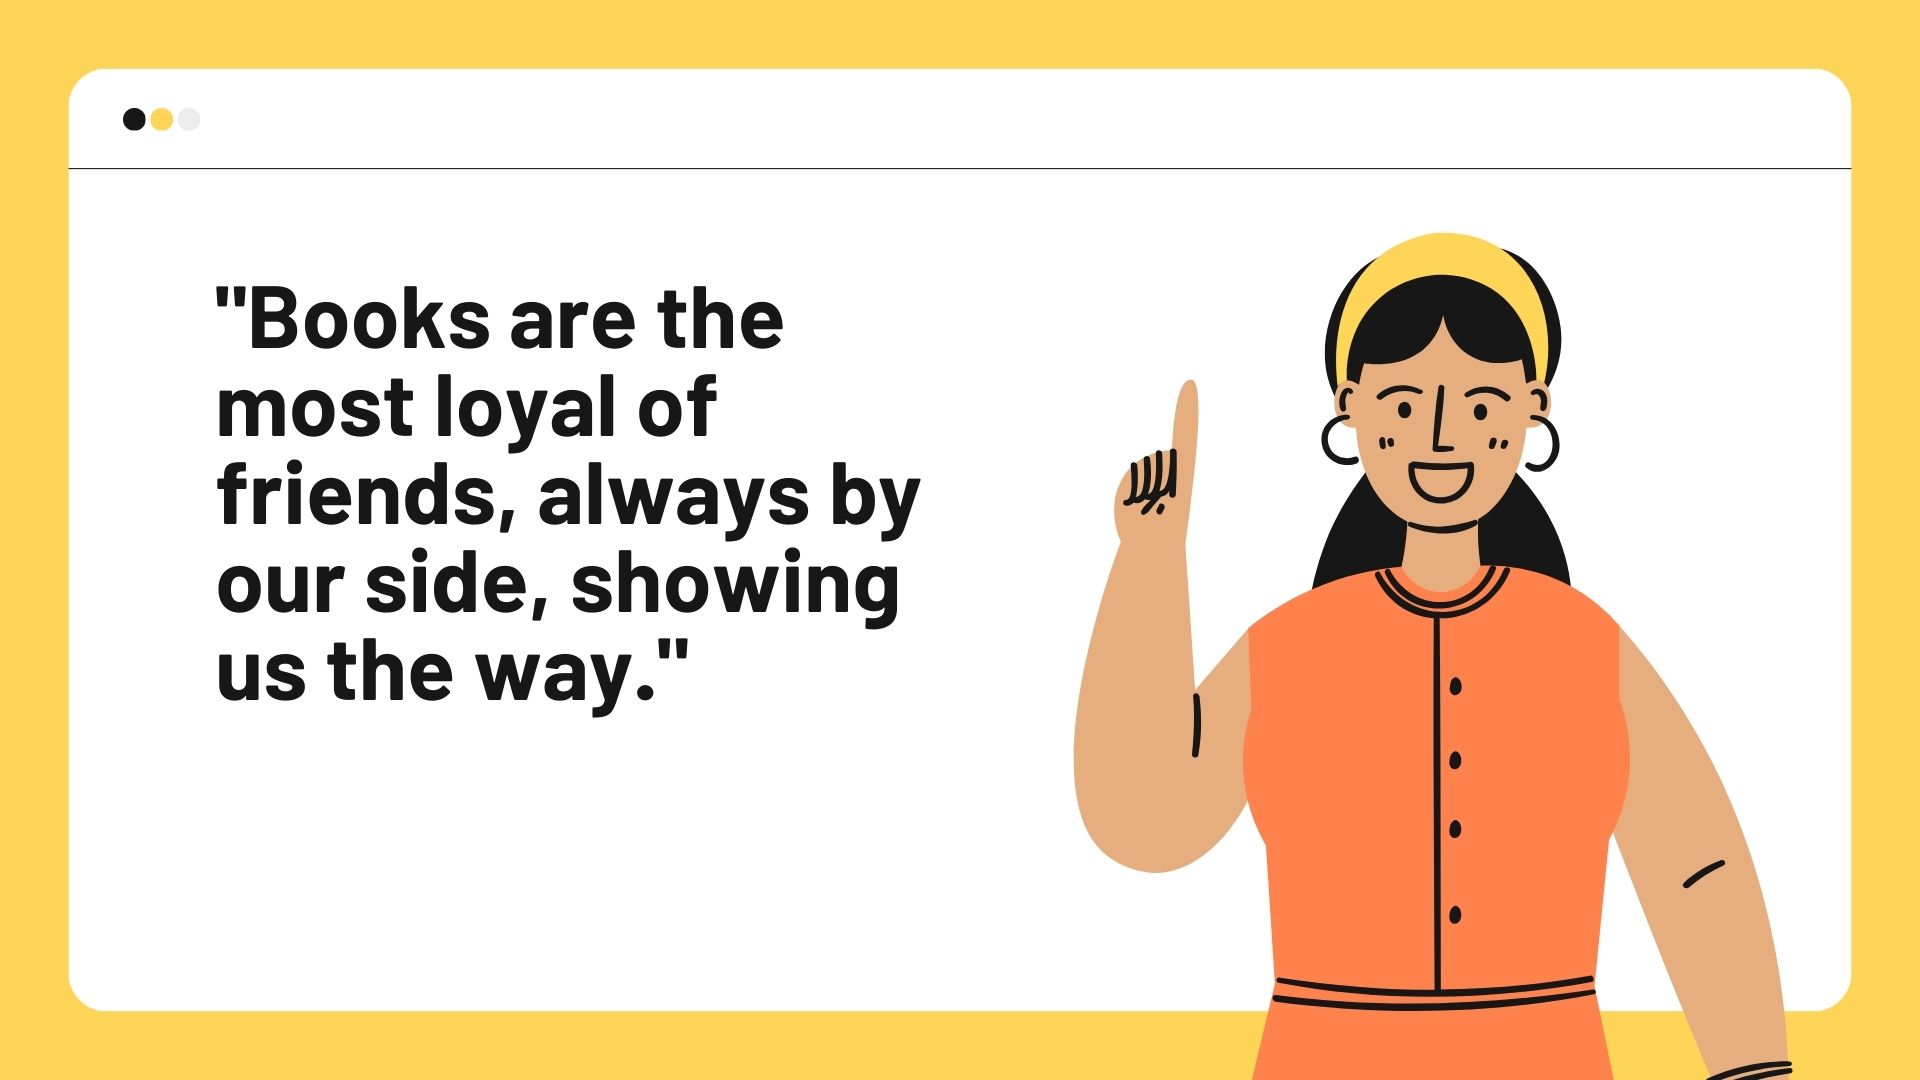 "Books are the
most loyal of
friends, always by
our side, showing
us the way."